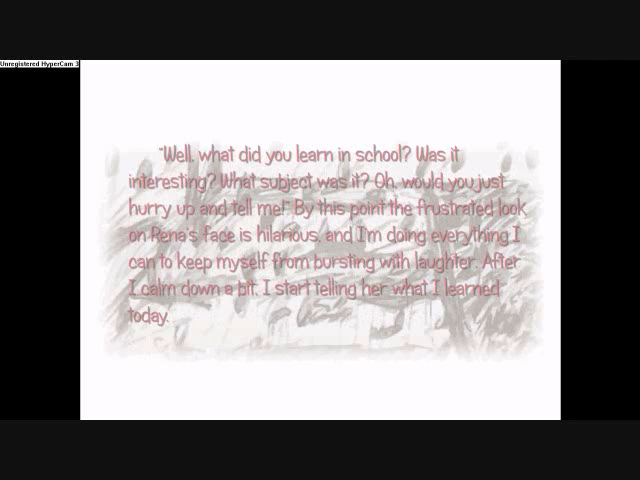 Unregistered HyperCam 3
"Well, what did you learn in school? Was it
interesting? What subject was it? Oh, would you just
hurry up and tell me!" By this point the frustrated look
on Rena's face is hilarious, and I'm doing everything I
can to keep myself from bursting with laughter. After
I calm down a bit, I start telling her what I learned
today.